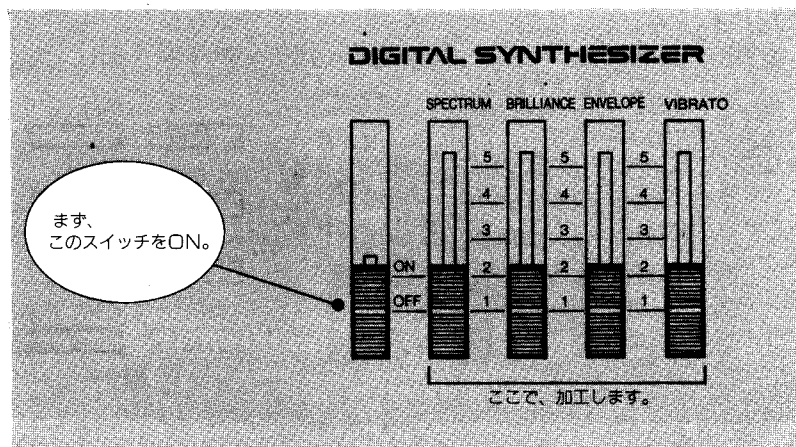 DIGITAL SYNTHESIZER
SPECTRUM BRILLIANCE ENVELOPE VIBRATO
まず、
このスイッチをON。
5 5 5
4 4 4
3 3 3
ON 2 2 2
OFF 1 1 1
ここで、加工します。